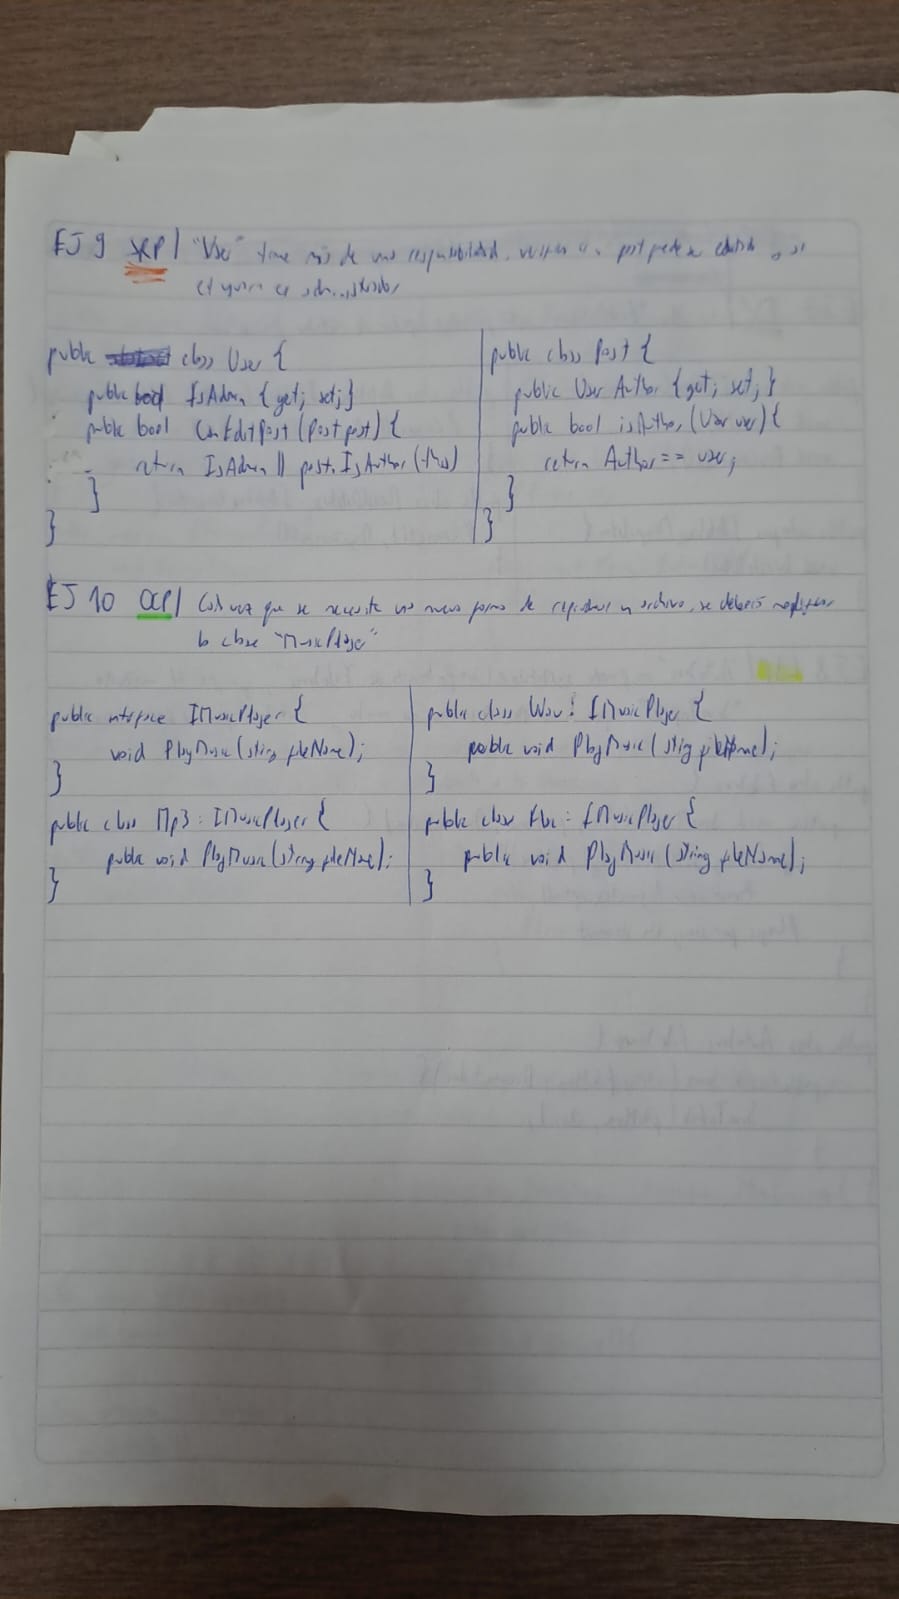 EJ 9 SRP | "User" tiene más de una responsabilidad, verifica si un post puede ser editado, o si
el usuario es administrador
public class User {
public bool IsAdmin {get; set;}
public bool CanEditPost (Post post) {
return IsAdmin || post.IsAuthor (this)
}
}
public class Post {
public User Author {get; set;}
public bool isAuthor (User user) {
return Author == user;
}
}
EJ 10 OCP | Cada vez que se necesite una nueva forma de reproducir un archivo, se deberá modificar
la clase "MusicPlayer"
public interface IMusicPlayer {
void PlayMusic (string fileName);
}
public class Mp3 : IMusicPlayer {
public void PlayMusic (string fileName);
}
public class Wav : IMusicPlayer {
public void PlayMusic (string fileName);
}
public class Flac : IMusicPlayer {
public void PlayMusic (string fileName);
}